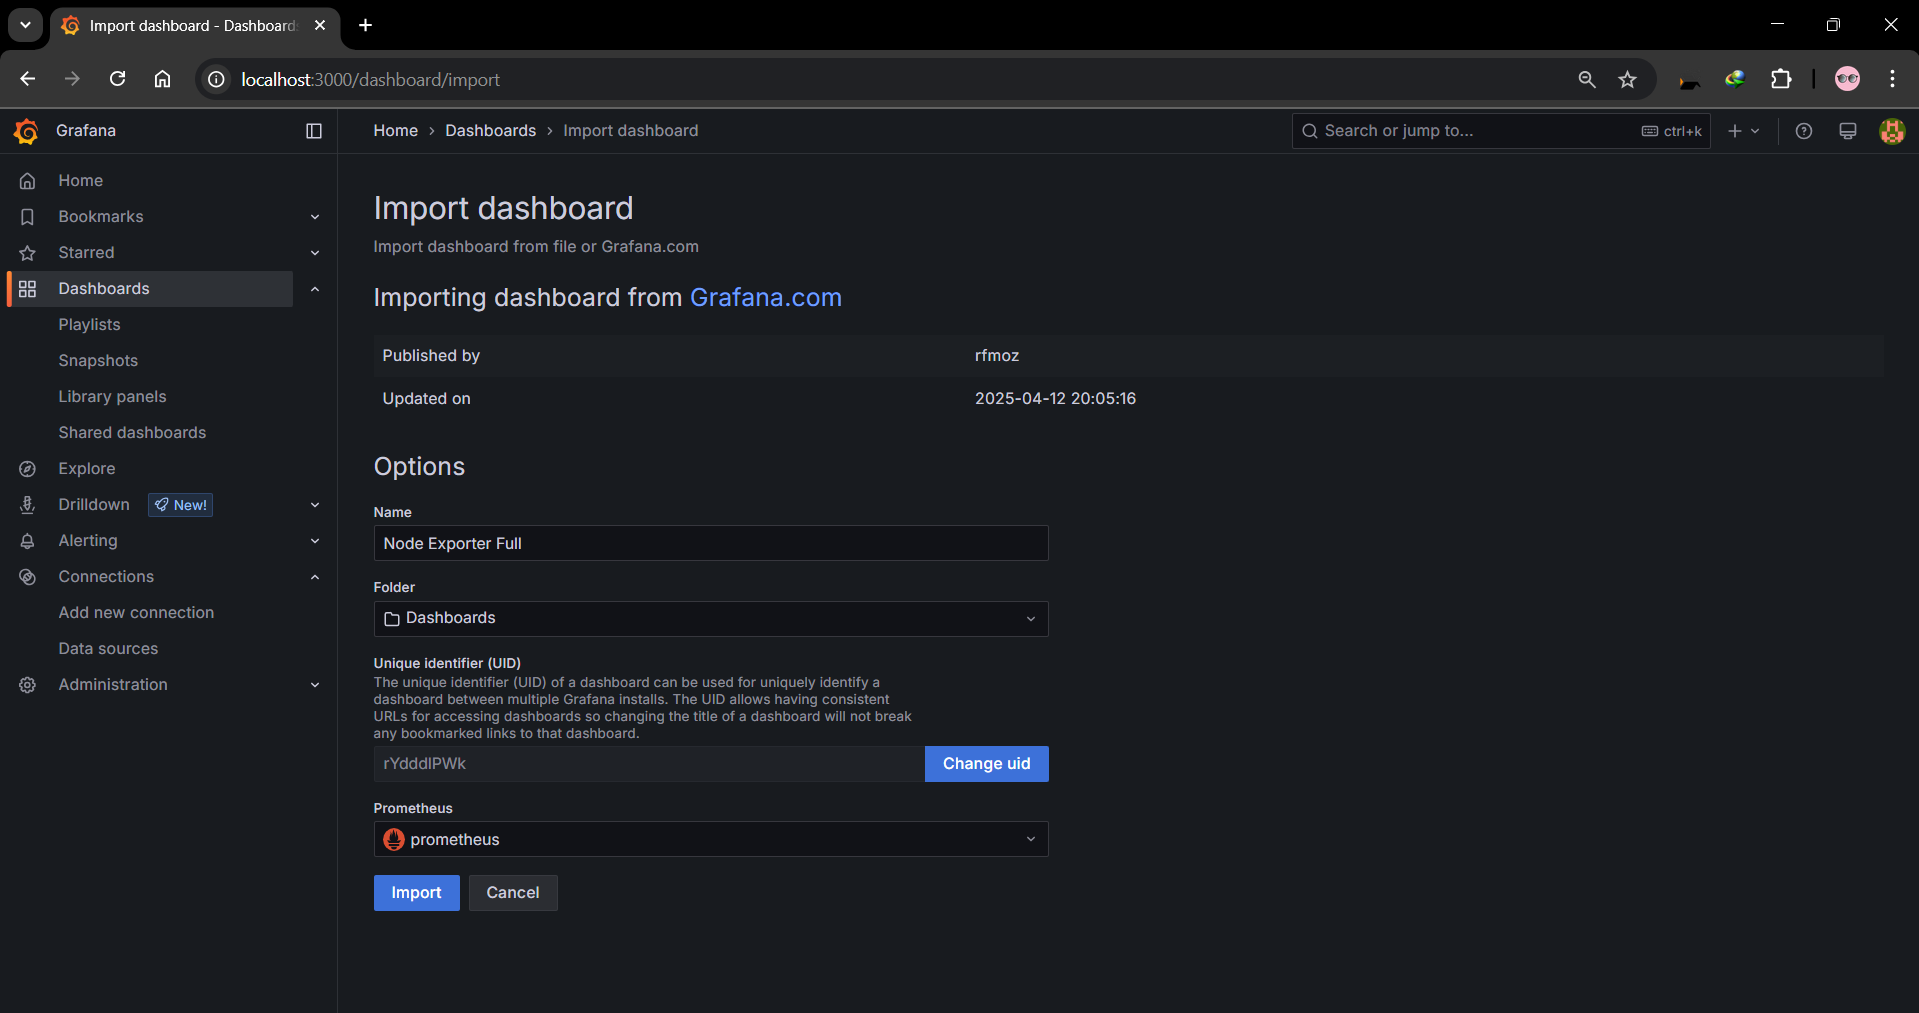 Import dashboard - Dashboards
localhost:3000/dashboard/import
Grafana
Home › Dashboards › Import dashboard
Search or jump to...
ctrl+k
Home
Bookmarks
Starred
Dashboards
Playlists
Snapshots
Library panels
Shared dashboards
Explore
Drilldown
New!
Alerting
Connections
Add new connection
Data sources
Administration
Import dashboard
Import dashboard from file or Grafana.com
Importing dashboard from Grafana.com
Published by rfmoz
Updated on 2025-04-12 20:05:16
Options
Name
Node Exporter Full
Folder
Dashboards
Unique identifier (UID)
The unique identifier (UID) of a dashboard can be used for uniquely identify a
dashboard between multiple Grafana installs. The UID allows having consistent
URLs for accessing dashboards so changing the title of a dashboard will not break
any bookmarked links to that dashboard.
rYdddlPWk
Change uid
Prometheus
prometheus
Import
Cancel